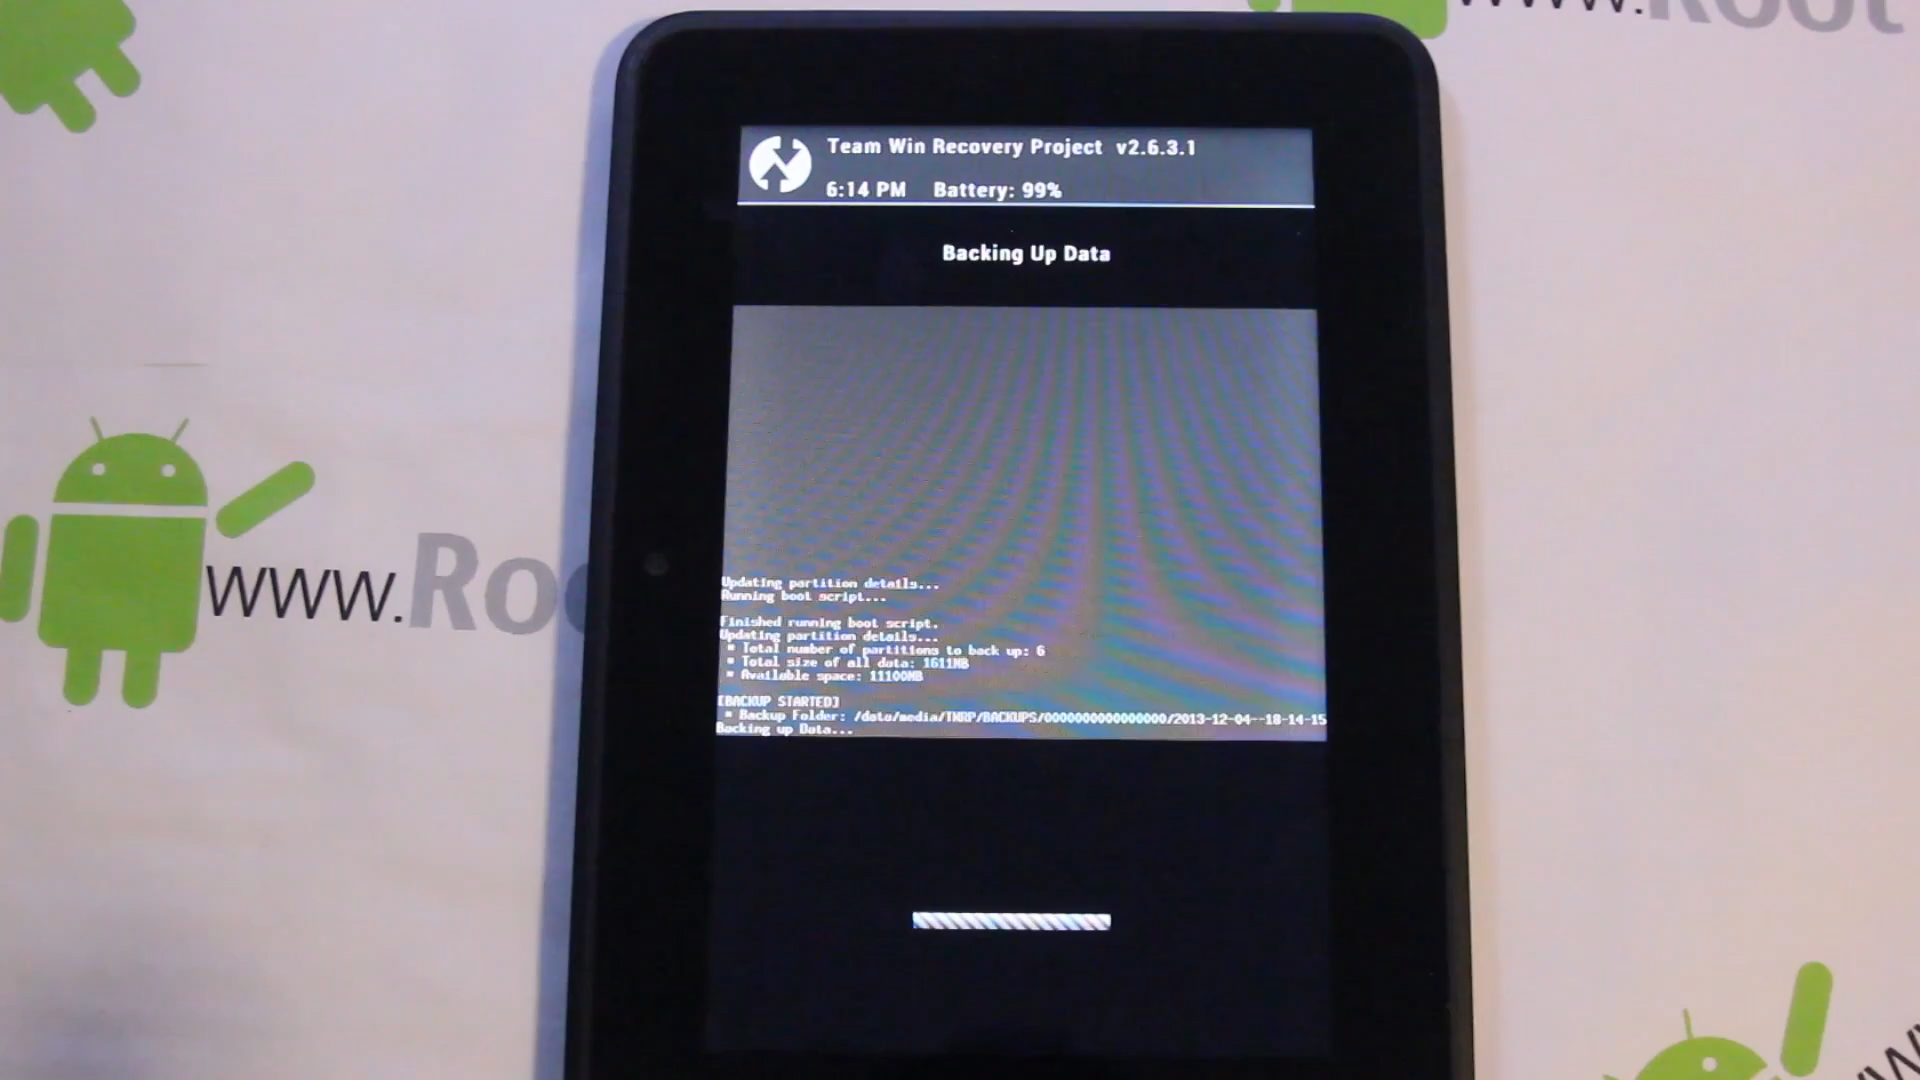 www.Root
Team Win Recovery Project v2.6.3.1
6:14 PM Battery: 99%
Backing Up Data
www.Ro
Updating partition details...
Running boot script...
Finished running boot script.
Updating partition details...
* Total number of partitions to back up: 6
* Total size of all data: 1611MB
* Available space: 11100MB
[BACKUP STARTED]
* Backup Folder: /data/media/TWRP/BACKUPS/0000000000000000/2013-12-04--18-14-15
Backing up Data...